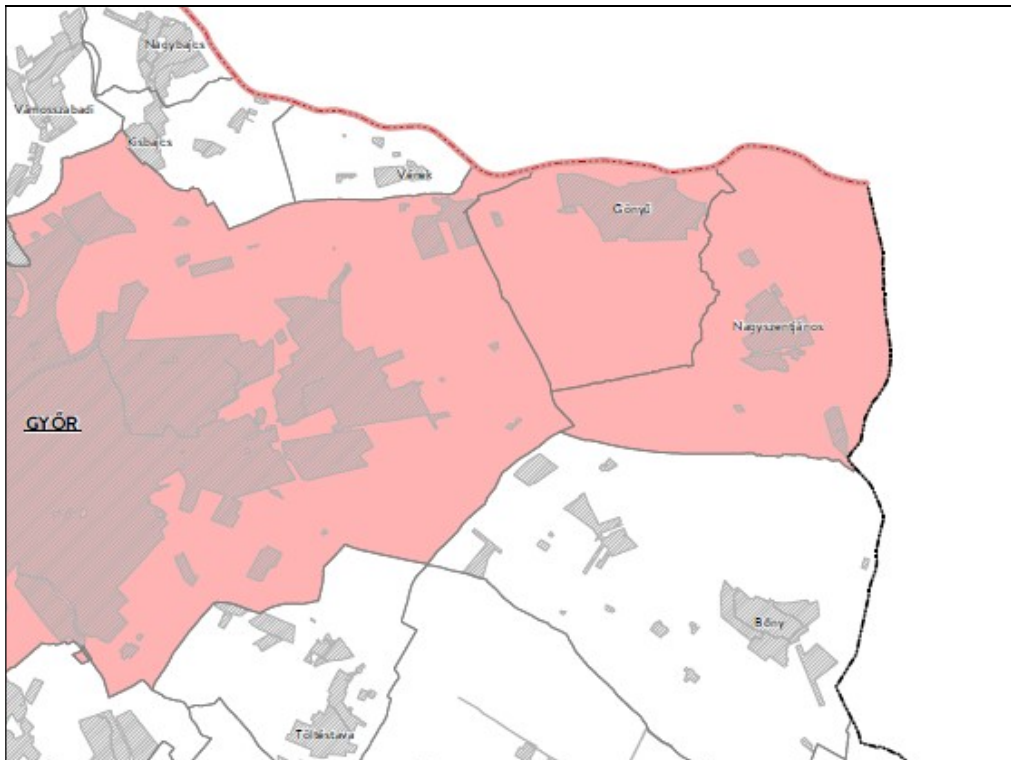 Nagybajcs
Vámosszabadi
Kisbajcs
Vének
Gönyű
Nagyszentjános
GYŐR
Bőny
Töltéstava